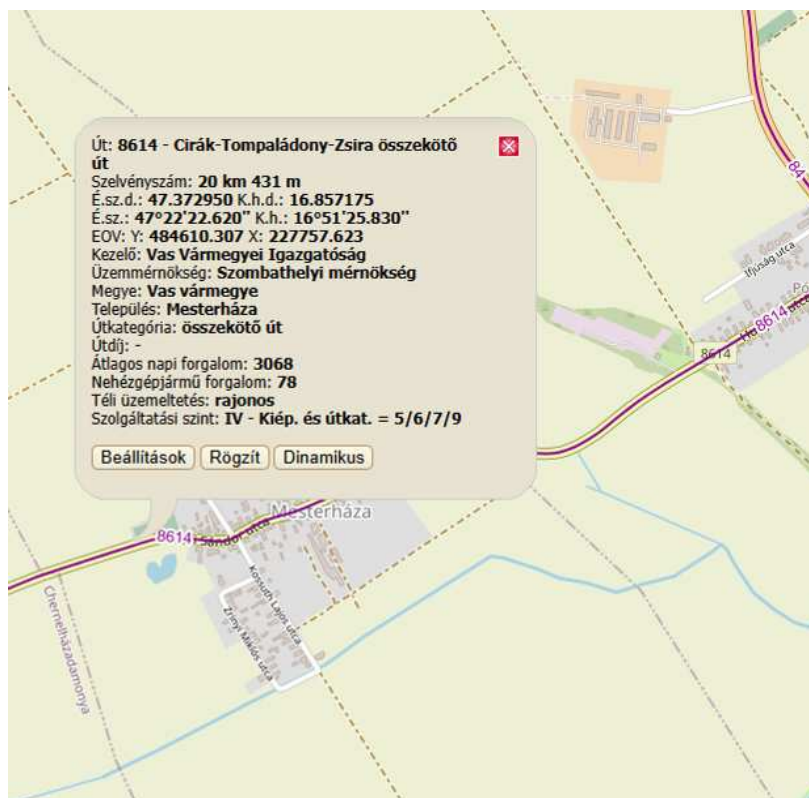 Út: 8614 - Cirák-Tompaládony-Zsira összekötő
út
Szelvényszám: 20 km 431 m
É.sz.d.: 47.372950 K.h.d.: 16.857175
É.sz.: 47°22'22.620" K.h.: 16°51'25.830"
EOV: Y: 484610.307 X: 227757.623
Kezelő: Vas Vármegyei Igazgatóság
Üzemmérnökség: Szombathelyi mérnökség
Megye: Vas vármegye
Település: Mesterháza
Útkategória: összekötő út
Útdíj: -
Átlagos napi forgalom: 3068
Nehézgépjármű forgalom: 78
Téli üzemeltetés: rajonos
Szolgáltatási szint: IV - Kiép. és útkat. = 5/6/7/9
Beállítások Rögzít Dinamikus
84
Ifjúság utca
Pó
8614
8614
Mesterháza
8614
Sándor utca
Kossuth Lajos utca
Zrínyi Miklós utca
Chernelházadamonya